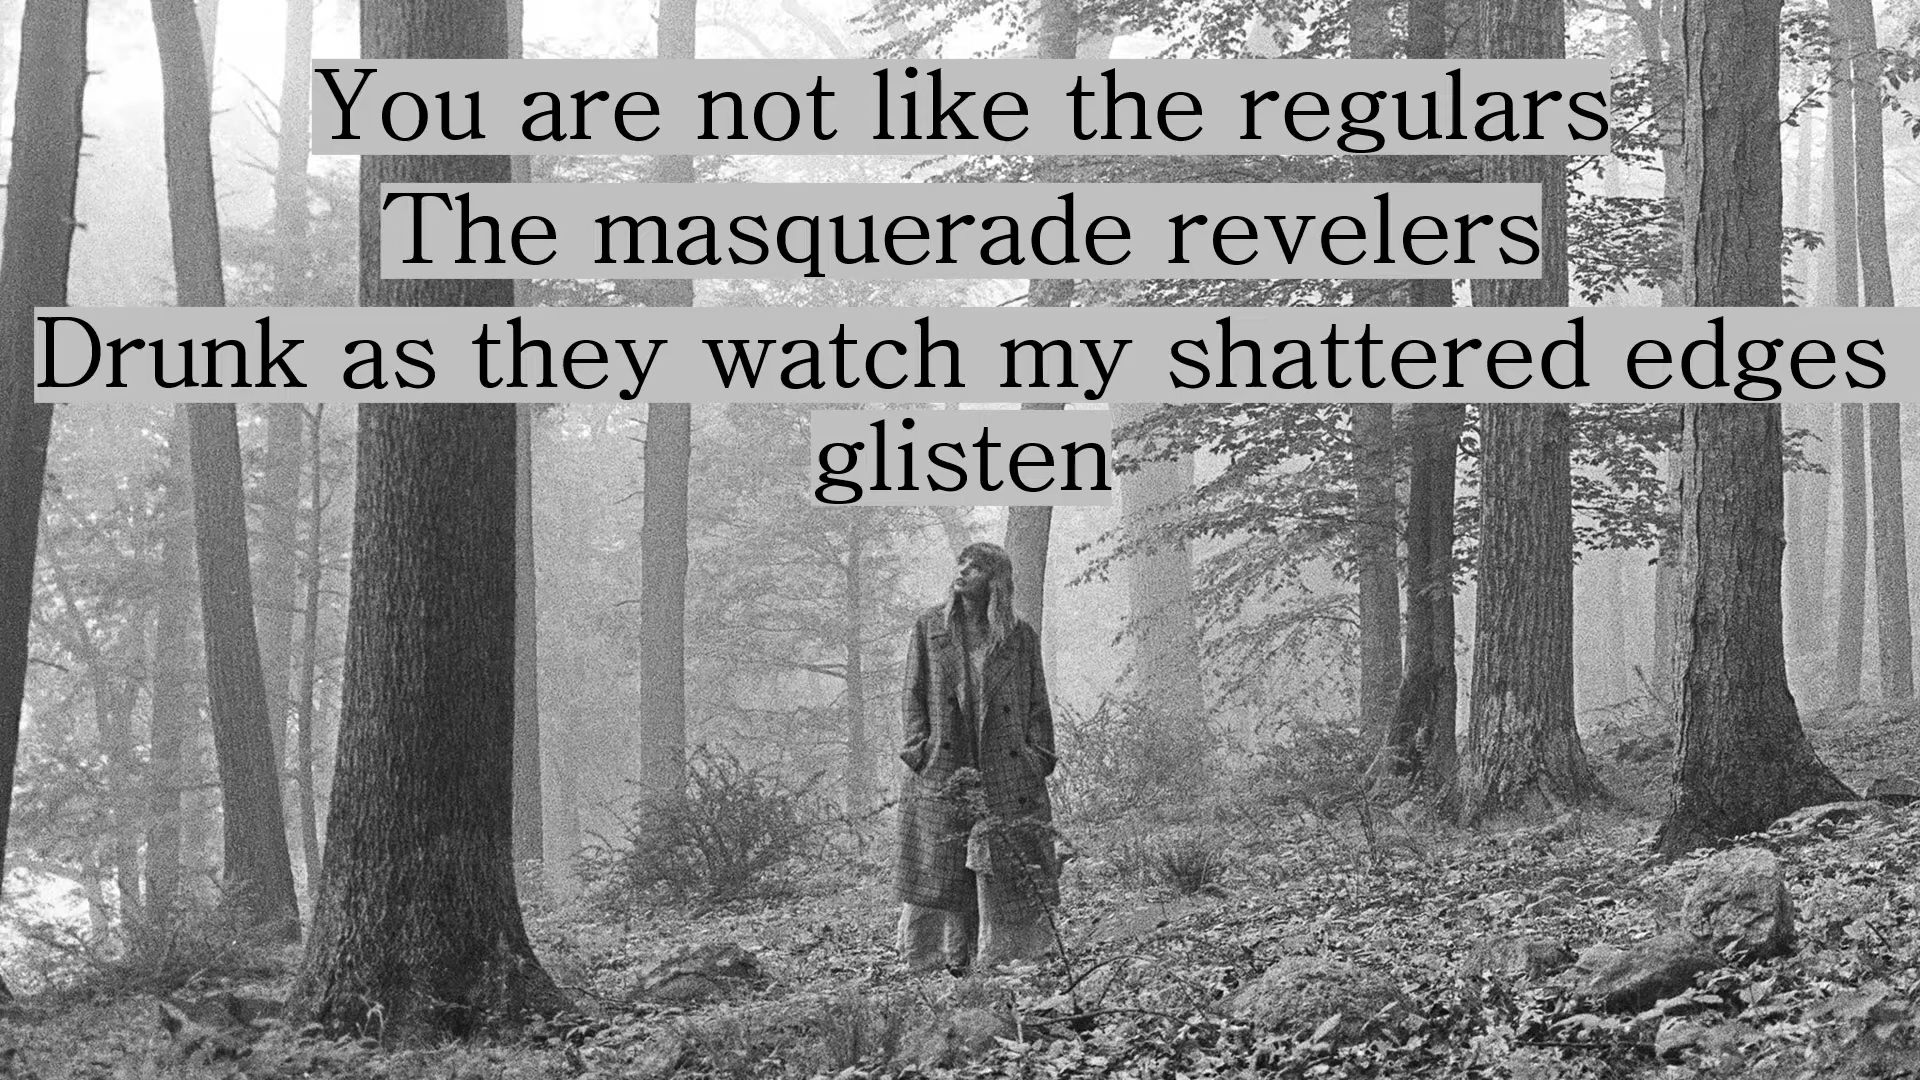 You are not like the regulars
The masquerade revelers
Drunk as they watch my shattered edges
glisten